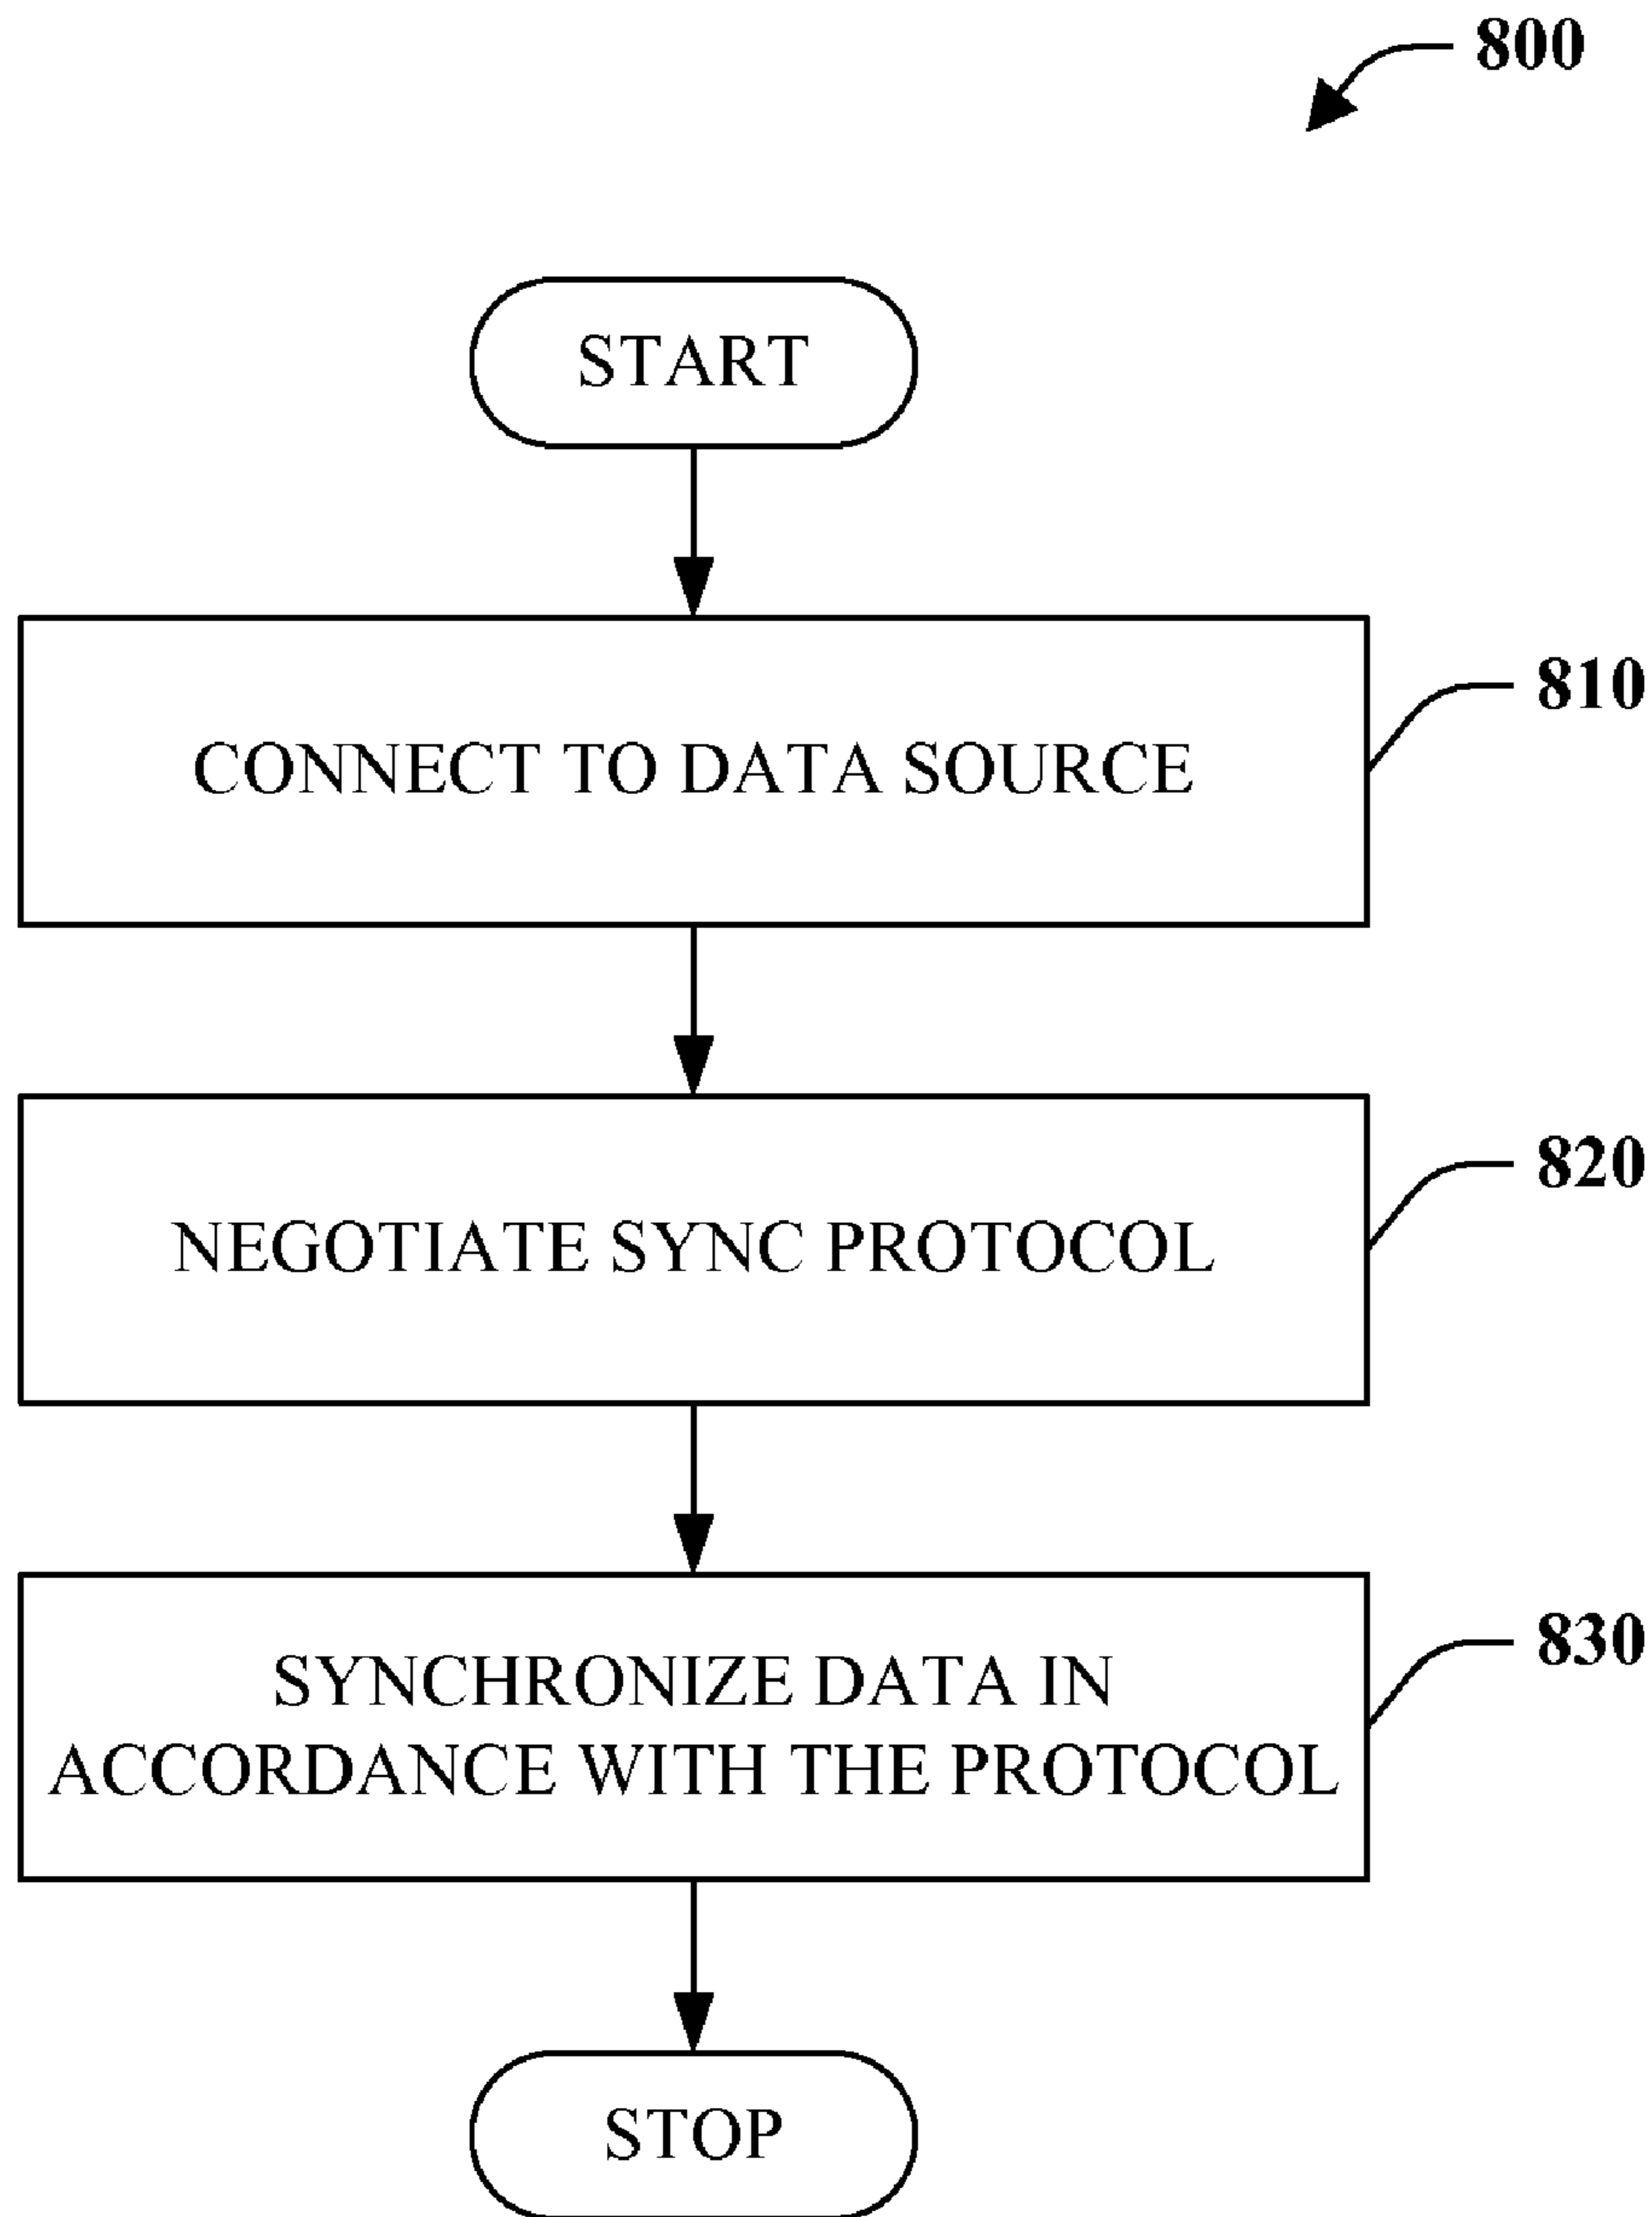 800
START
CONNECT TO DATA SOURCE
810
NEGOTIATE SYNC PROTOCOL
820
SYNCHRONIZE DATA IN
ACCORDANCE WITH THE PROTOCOL
830
STOP